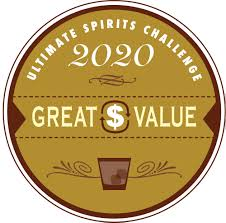 ULTIMATE SPIRITS CHALLENGE
2020
GREAT $ VALUE